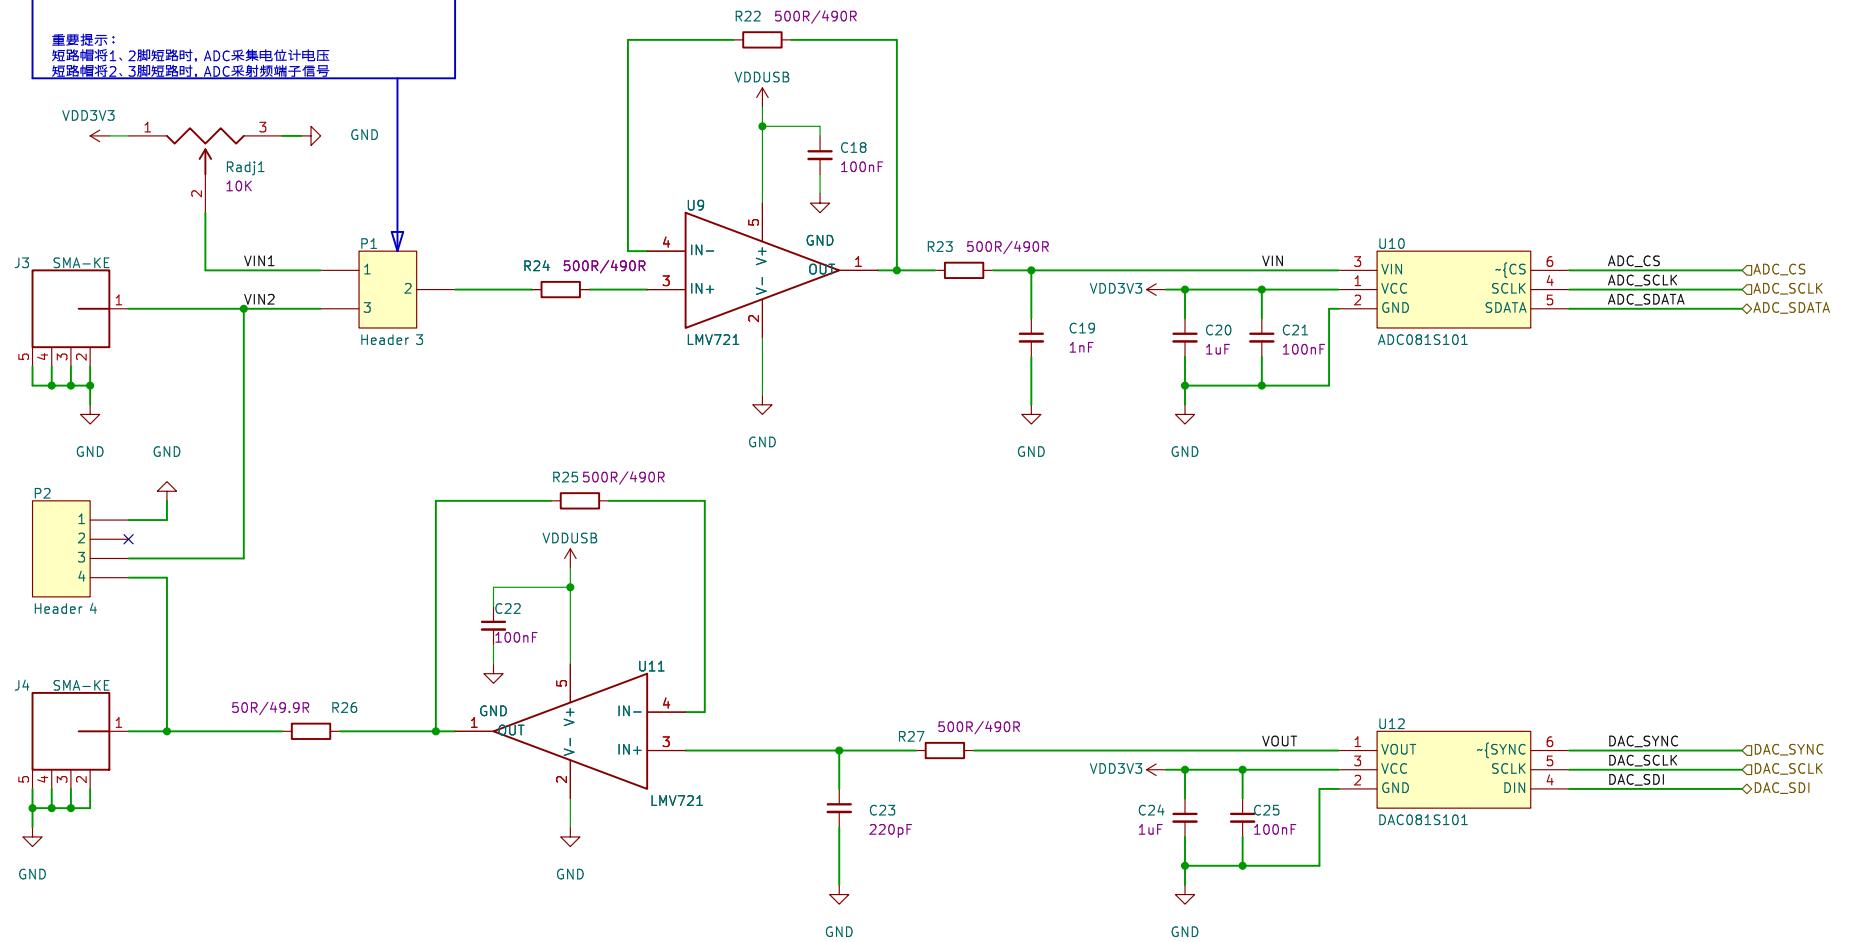 重要提示：
短路帽将1、2脚短路时，ADC采集电位计电压
短路帽将2、3脚短路时，ADC采射频端子信号
VDD3V3
1
3
GND
Radj1
10K
2
R22 500R/490R
VDDUSB
C18
100nF
GND
U9
4 IN-
3 IN+
5
V+
V-
2
OUT 1
LMV721
GND
J3 SMA-KE
1
5 4 3 2
GND
VIN1
VIN2
P1
1
2
3
Header 3
R24 500R/490R
R23 500R/490R
VIN
C19
1nF
GND
VDD3V3
C20
1uF
C21
100nF
GND
U10
3 VIN
1 VCC
2 GND
~{CS 6
SCLK 4
SDATA 5
ADC081S101
ADC_CS
ADC_SCLK
ADC_SDATA
ADC_CS
ADC_SCLK
ADC_SDATA
GND
P2
1
2
3
4
Header 4
R25 500R/490R
VDDUSB
C22
100nF
GND
U11
IN- 4
IN+ 3
5
V+
V-
2
1 OUT
LMV721
GND
J4 SMA-KE
1
5 4 3 2
GND
50R/49.9R R26
R27
500R/490R
VOUT
C23
220pF
GND
VDD3V3
C24
1uF
C25
100nF
GND
U12
1 VOUT
3 VCC
2 GND
~{SYNC 6
SCLK 5
DIN 4
DAC081S101
DAC_SYNC
DAC_SCLK
DAC_SDI
DAC_SYNC
DAC_SCLK
DAC_SDI